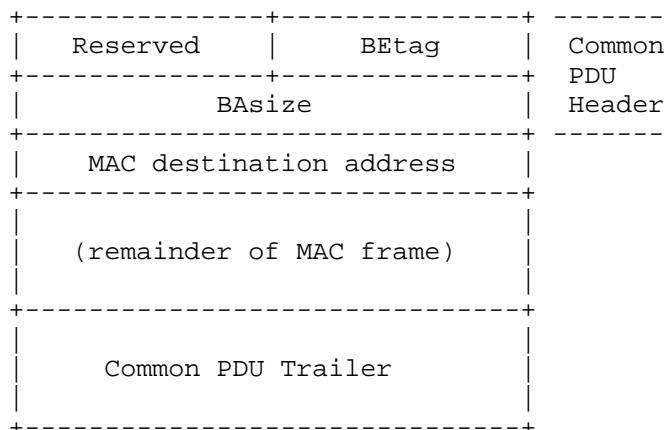 Reserved BEtag Common
PDU
BAsize Header
MAC destination address
(remainder of MAC frame)
Common PDU Trailer